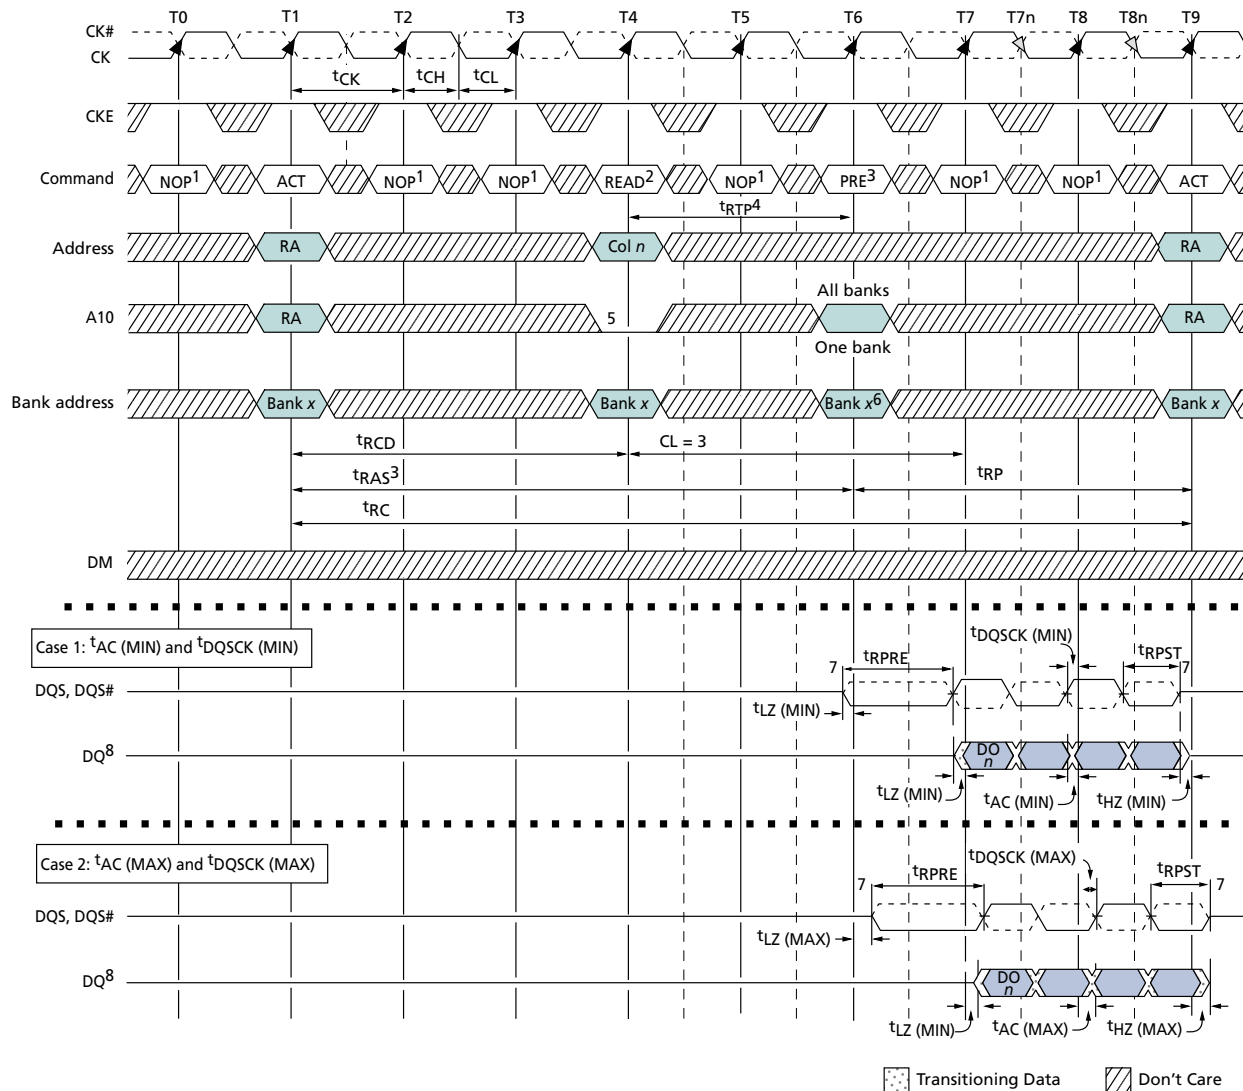 T0 T1 T2 T3 T4 T5 T6 T7 T7n T8 T8n T9
CK#
CK
tCK tCH tCL
CKE
Command NOP1 ACT NOP1 NOP1 READ2 NOP1 PRE3 NOP1 NOP1 ACT
tRTP4
Address RA Col n RA
All banks
A10 RA 5 RA
One bank
Bank address Bank x Bank x Bank x6 Bank x
tRCD CL = 3
tRAS3 tRP
tRC
DM
Case 1: tAC (MIN) and tDQSCK (MIN)
tDQSCK (MIN)
7 tRPRE tRPST 7
DQS, DQS#
tLZ (MIN)
DQ8 DO n
tLZ (MIN) tAC (MIN) tHZ (MIN)
Case 2: tAC (MAX) and tDQSCK (MAX)
tDQSCK (MAX)
7 tRPRE tRPST 7
DQS, DQS#
tLZ (MAX)
DQ8 DO n
tLZ (MIN) tAC (MAX) tHZ (MAX)
Transitioning Data Don't Care